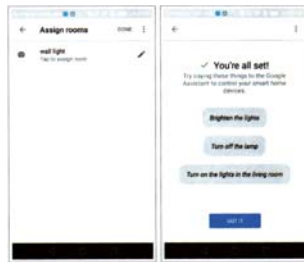 Assign rooms
DONE
wall light
Tap to assign room
You're all set!
Try saying these things to the Google
Assistant to control your smart home
devices.
Brighten the lights
Turn off the lamp
Turn on the lights in the living room
GOT IT